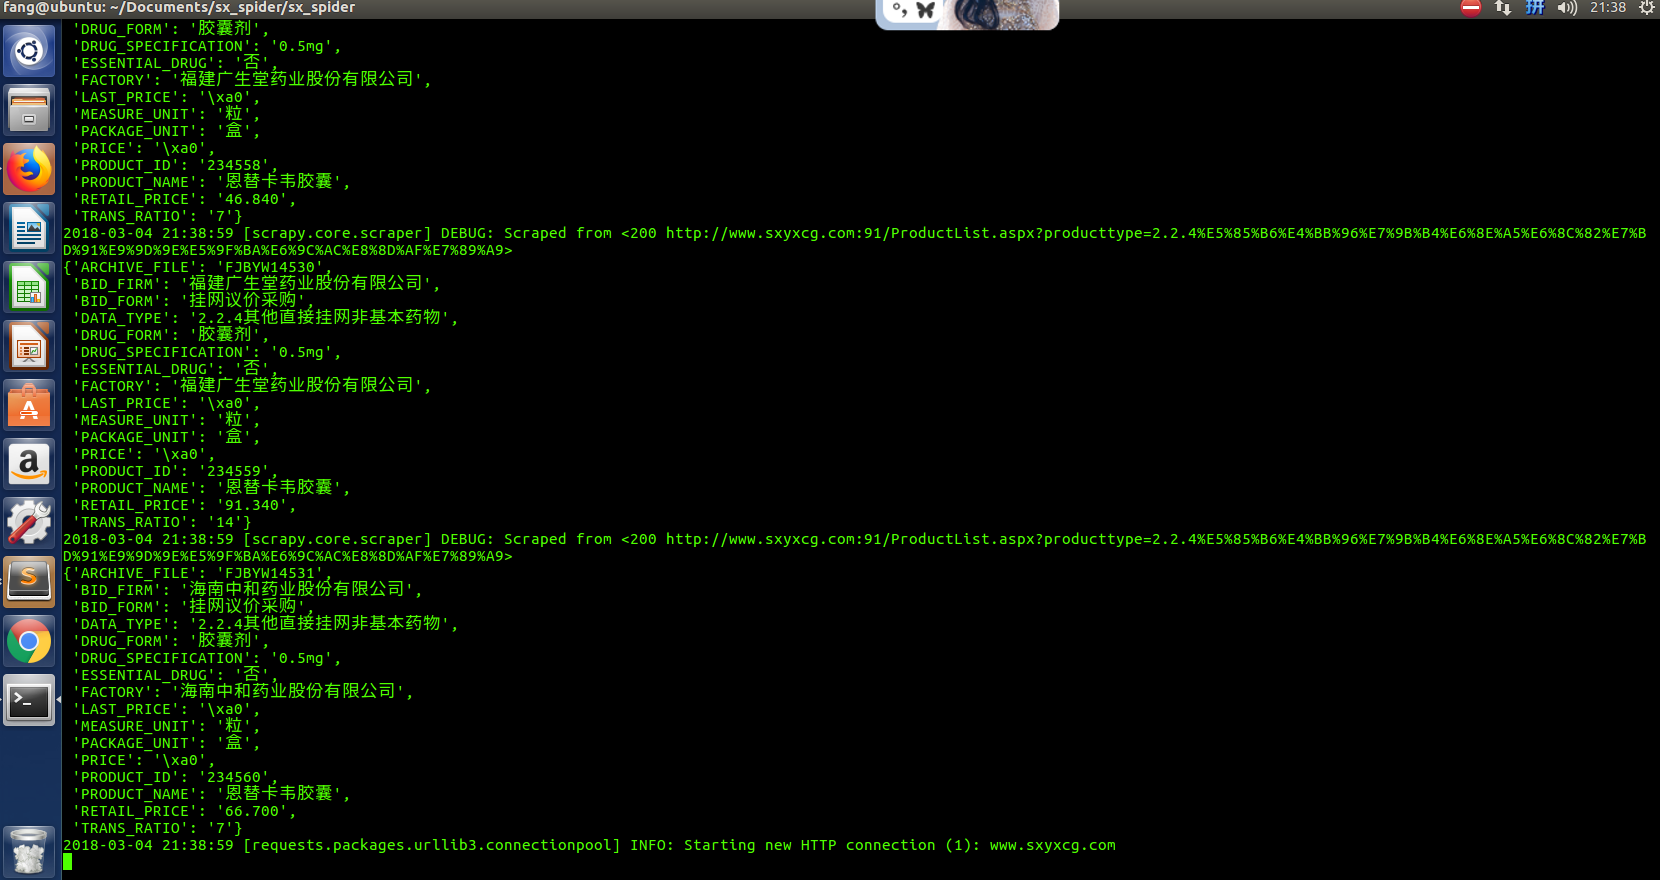 fang@ubuntu: ~/Documents/sx_spider/sx_spider
拼
21:38
'DRUG_FORM': '胶囊剂',
'DRUG_SPECIFICATION': '0.5mg',
'ESSENTIAL_DRUG': '否',
'FACTORY': '福建广生堂药业股份有限公司',
'LAST_PRICE': '\xa0',
'MEASURE_UNIT': '粒',
'PACKAGE_UNIT': '盒',
'PRICE': '\xa0',
'PRODUCT_ID': '234558',
'PRODUCT_NAME': '恩替卡韦胶囊',
'RETAIL_PRICE': '46.840',
'TRANS_RATIO': '7'}
2018-03-04 21:38:59 [scrapy.core.scraper] DEBUG: Scraped from <200 http://www.sxyxcg.com:91/ProductList.aspx?producttype=2.2.4%E5%85%B6%E4%BB%96%E7%9B%B4%E6%8E%A5%E6%8C%82%E7%B
D%91%E9%9D%9E%E5%9F%BA%E6%9C%AC%E8%8D%AF%E7%89%A9>
{'ARCHIVE_FILE': 'FJBYW14530',
'BID_FIRM': '福建广生堂药业股份有限公司',
'BID_FORM': '挂网议价采购',
'DATA_TYPE': '2.2.4其他直接挂网非基本药物',
'DRUG_FORM': '胶囊剂',
'DRUG_SPECIFICATION': '0.5mg',
'ESSENTIAL_DRUG': '否',
'FACTORY': '福建广生堂药业股份有限公司',
'LAST_PRICE': '\xa0',
'MEASURE_UNIT': '粒',
'PACKAGE_UNIT': '盒',
'PRICE': '\xa0',
'PRODUCT_ID': '234559',
'PRODUCT_NAME': '恩替卡韦胶囊',
'RETAIL_PRICE': '91.340',
'TRANS_RATIO': '14'}
2018-03-04 21:38:59 [scrapy.core.scraper] DEBUG: Scraped from <200 http://www.sxyxcg.com:91/ProductList.aspx?producttype=2.2.4%E5%85%B6%E4%BB%96%E7%9B%B4%E6%8E%A5%E6%8C%82%E7%B
D%91%E9%9D%9E%E5%9F%BA%E6%9C%AC%E8%8D%AF%E7%89%A9>
{'ARCHIVE_FILE': 'FJBYW14531',
'BID_FIRM': '海南中和药业股份有限公司',
'BID_FORM': '挂网议价采购',
'DATA_TYPE': '2.2.4其他直接挂网非基本药物',
'DRUG_FORM': '胶囊剂',
'DRUG_SPECIFICATION': '0.5mg',
'ESSENTIAL_DRUG': '否',
'FACTORY': '海南中和药业股份有限公司',
'LAST_PRICE': '\xa0',
'MEASURE_UNIT': '粒',
'PACKAGE_UNIT': '盒',
'PRICE': '\xa0',
'PRODUCT_ID': '234560',
'PRODUCT_NAME': '恩替卡韦胶囊',
'RETAIL_PRICE': '66.700',
'TRANS_RATIO': '7'}
2018-03-04 21:38:59 [requests.packages.urllib3.connectionpool] INFO: Starting new HTTP connection (1): www.sxyxcg.com